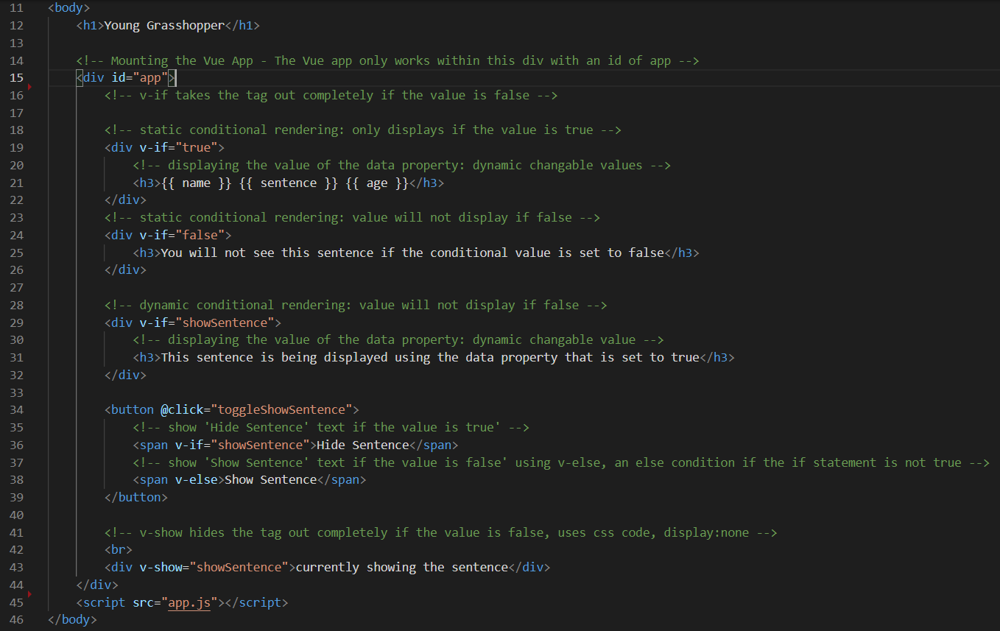 11 <body>
12 <h1>Young Grasshopper</h1>
13
14 <!-- Mounting the Vue App - The Vue app only works within this div with an id of app -->
15 <div id="app">
16 <!-- v-if takes the tag out completely if the value is false -->
17
18 <!-- static conditional rendering: only displays if the value is true -->
19 <div v-if="true">
20 <!-- displaying the value of the data property: dynamic changable values -->
21 <h3>{{ name }} {{ sentence }} {{ age }}</h3>
22 </div>
23 <!-- static conditional rendering: value will not display if false -->
24 <div v-if="false">
25 <h3>You will not see this sentence if the conditional value is set to false</h3>
26 </div>
27
28 <!-- dynamic conditional rendering: value will not display if false -->
29 <div v-if="showSentence">
30 <!-- displaying the value of the data property: dynamic changable value -->
31 <h3>This sentence is being displayed using the data property that is set to true</h3>
32 </div>
33
34 <button @click="toggleShowSentence">
35 <!-- show 'Hide Sentence' text if the value is true' -->
36 <span v-if="showSentence">Hide Sentence</span>
37 <!-- show 'Show Sentence' text if the value is false' using v-else, an else condition if the if statement is not true -->
38 <span v-else>Show Sentence</span>
39 </button>
40
41 <!-- v-show hides the tag out completely if the value is false, uses css code, display:none -->
42 <br>
43 <div v-show="showSentence">currently showing the sentence</div>
44 </div>
45 <script src="app.js"></script>
46 </body>